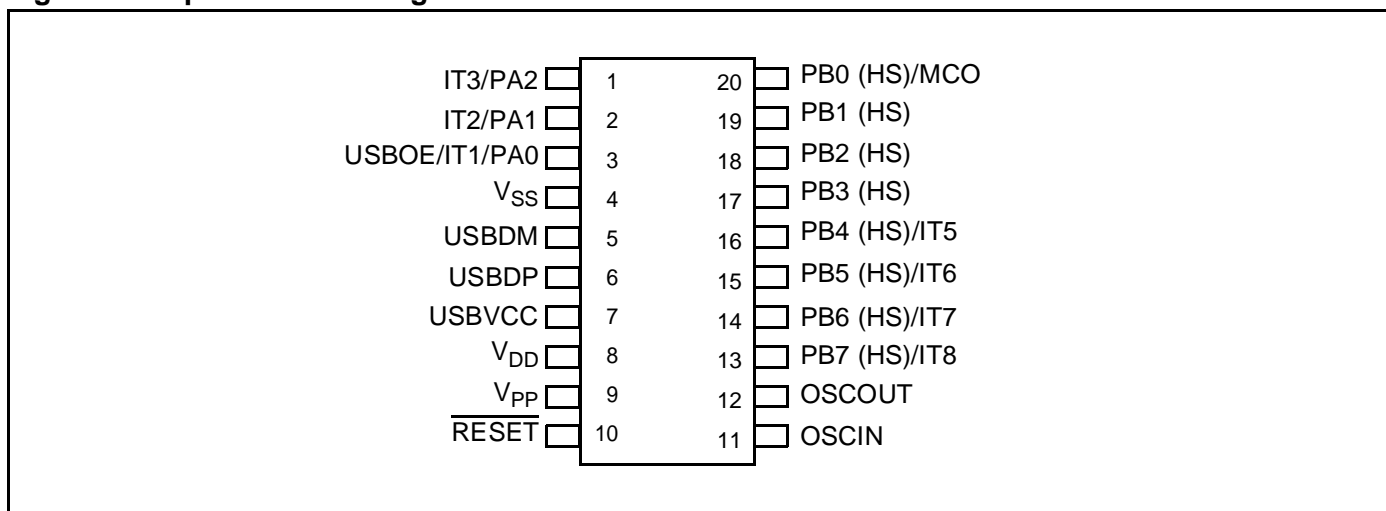 IT3/PA2 1 20 PB0 (HS)/MCO
IT2/PA1 2 19 PB1 (HS)
USBOE/IT1/PA0 3 18 PB2 (HS)
VSS 4 17 PB3 (HS)
USBDM 5 16 PB4 (HS)/IT5
USBDP 6 15 PB5 (HS)/IT6
USBVCC 7 14 PB6 (HS)/IT7
VDD 8 13 PB7 (HS)/IT8
VPP 9 12 OSCOUT
RESET 10 11 OSCIN